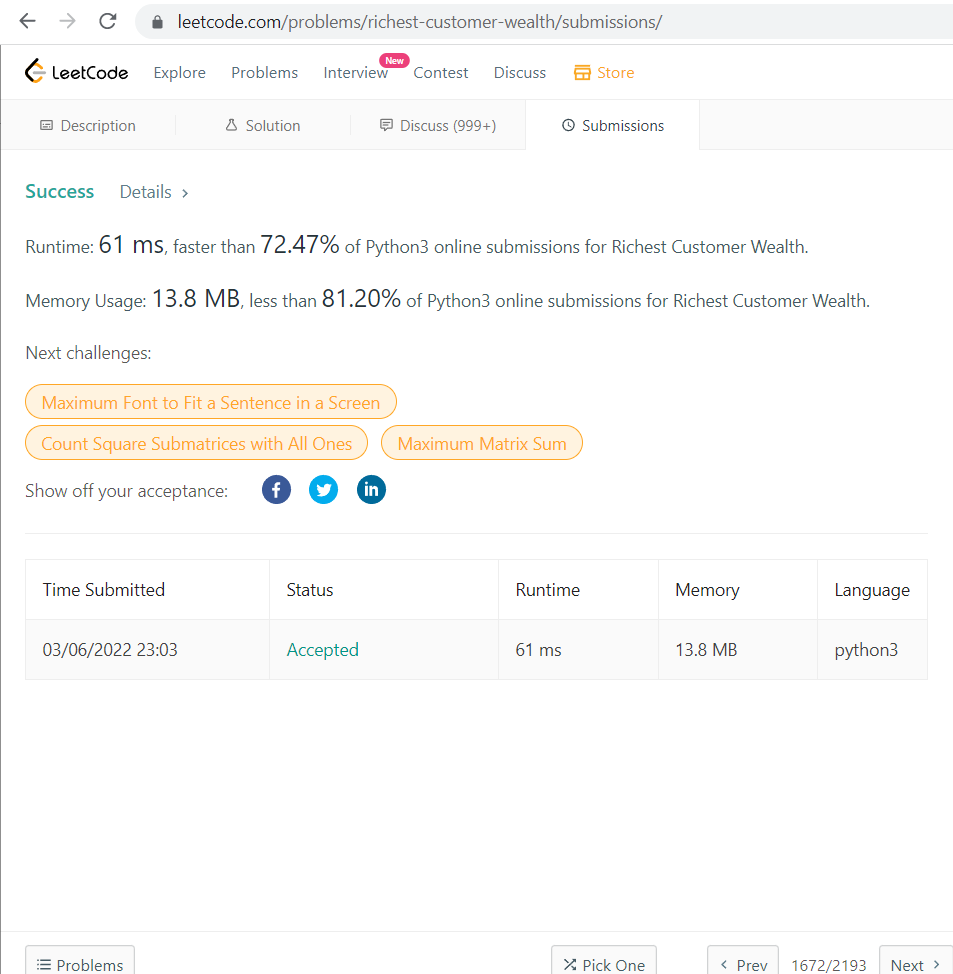 leetcode.com/problems/richest-customer-wealth/submissions/
LeetCode Explore Problems Interview New Contest Discuss Store
Description Solution Discuss (999+) Submissions
Success Details >
Runtime: 61 ms, faster than 72.47% of Python3 online submissions for Richest Customer Wealth.
Memory Usage: 13.8 MB, less than 81.20% of Python3 online submissions for Richest Customer Wealth.
Next challenges:
Maximum Font to Fit a Sentence in a Screen
Count Square Submatrices with All Ones Maximum Matrix Sum
Show off your acceptance: f in
Time Submitted Status Runtime Memory Language
03/06/2022 23:03 Accepted 61 ms 13.8 MB python3
Problems Pick One < Prev 1672/2193 Next >